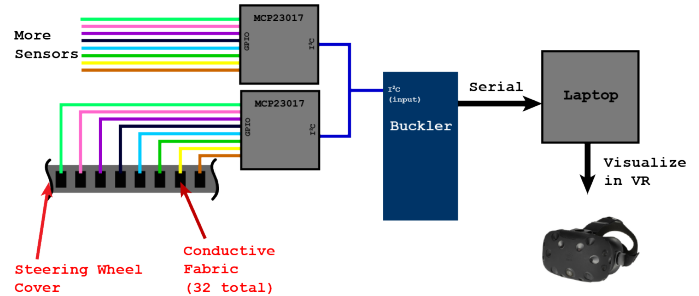 More
Sensors
MCP23017
GPIO
I²C
MCP23017
GPIO
I²C
I²C
(input)
Buckler
Serial
Laptop
Visualize
in VR
Steering Wheel
Cover
Conductive
Fabric
(32 total)